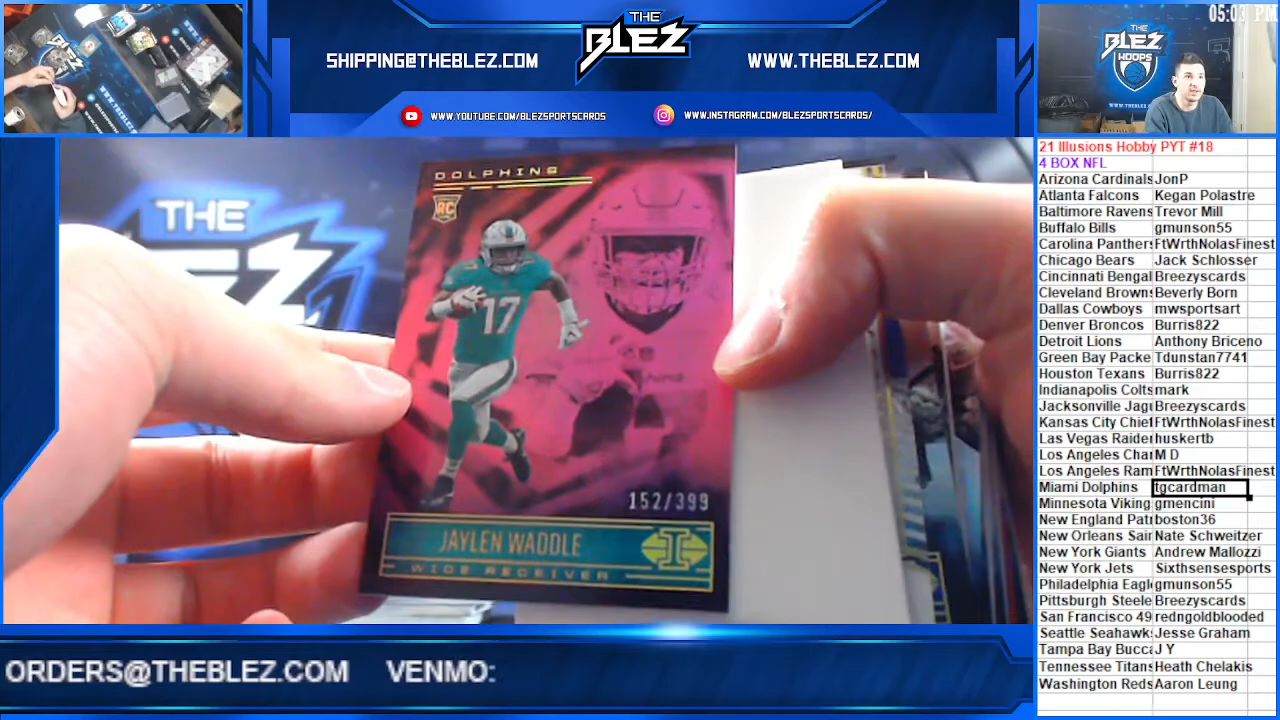 05:03 PM
THE
BLEZ
SHIPPING@THEBLEZ.COM
WWW.THEBLEZ.COM
WWW.YOUTUBE.COM/BLEZSPORTSCARDS
WWW.INSTAGRAM.COM/BLEZSPORTSCARDS/
THE
BLEZ
HOOPS
21 Illusions Hobby PYT #18
4 BOX NFL
Arizona Cardinals JonP
Atlanta Falcons Kegan Polastre
Baltimore Ravens Trevor Mill
Buffalo Bills gmunson55
Carolina Panthers FtWrthNolasFinest
Chicago Bears Jack Schlosser
Cincinnati Bengal Breezyscards
Cleveland Browns Beverly Born
Dallas Cowboys mwsportsart
Denver Broncos Burris822
Detroit Lions Anthony Briceno
Green Bay Packe Tdunstan7741
Houston Texans Burris822
Indianapolis Colts mark
Jacksonville Jagu Breezyscards
Kansas City Chief FtWrthNolasFinest
Las Vegas Raider huskertb
Los Angeles Char M D
Los Angeles Ram FtWrthNolasFinest
Miami Dolphins tgcardman
Minnesota Viking gmencini
New England Patr boston36
New Orleans Sain Nate Schweitzer
New York Giants Andrew Mallozzi
New York Jets Sixthsensesports
Philadelphia Eagl gmunson55
Pittsburgh Steele Breezyscards
San Francisco 49 redngoldblooded
Seattle Seahawk Jesse Graham
Tampa Bay Bucca J Y
Tennessee Titans Heath Chelakis
Washington Reds Aaron Leung
THE
DOLPHINS
RC
17
152/399
JAYLEN WADDLE
I
WIDE RECEIVER
ORDERS@THEBLEZ.COM VENMO: